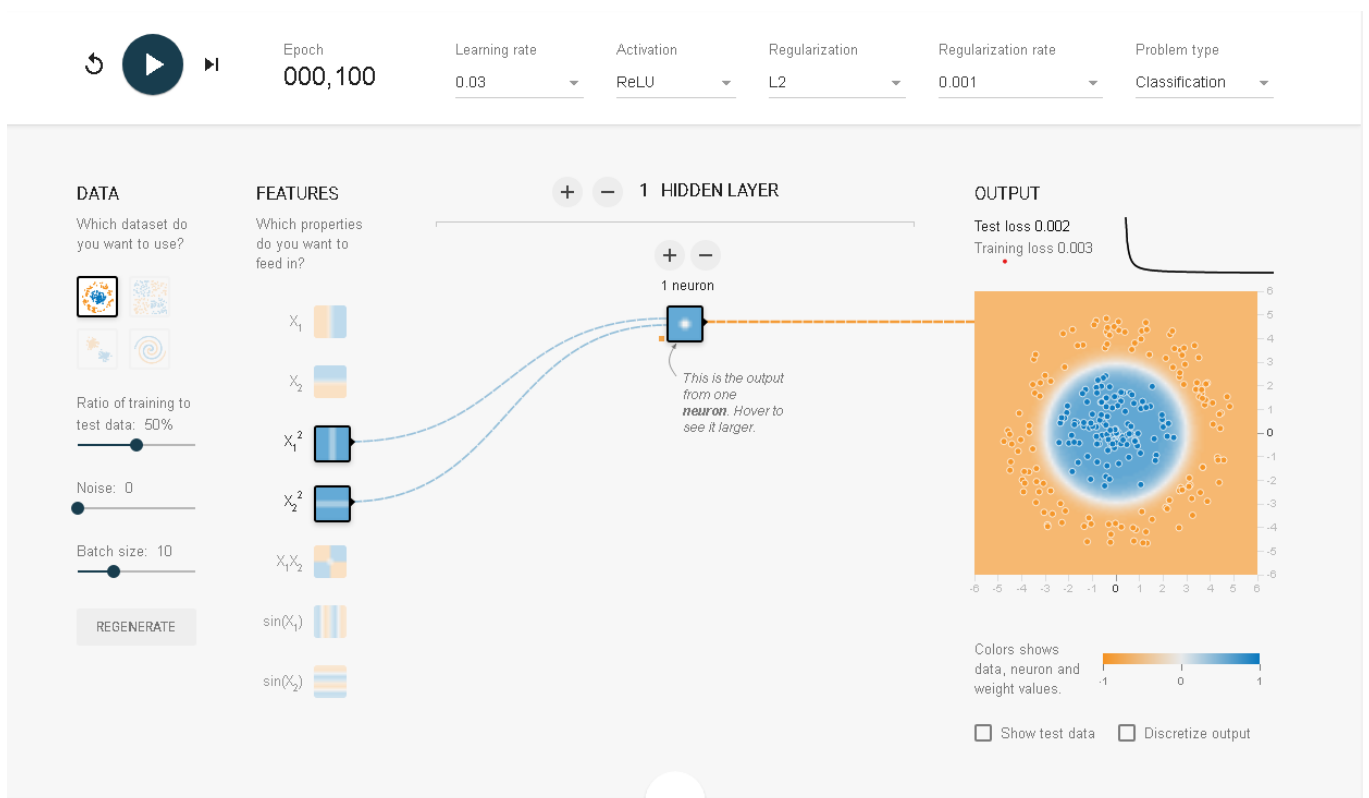 Epoch
000,100
Learning rate
0.03
Activation
ReLU
Regularization
L2
Regularization rate
0.001
Problem type
Classification
DATA
Which dataset do
you want to use?
Ratio of training to
test data: 50%
Noise: 0
Batch size: 10
REGENERATE
FEATURES
Which properties
do you want to
feed in?
X₁
X₂
X₁²
X₂²
X₁X₂
sin(X₁)
sin(X₂)
1 HIDDEN LAYER
1 neuron
This is the output
from one
neuron. Hover to
see it larger.
OUTPUT
Test loss 0.002
Training loss 0.003
6
5
4
3
2
1
0
-1
-2
-3
-4
-5
-6
-6 -5 -4 -3 -2 -1 0 1 2 3 4 5 6
Colors shows
data, neuron and
weight values.
-1 0 1
Show test data
Discretize output